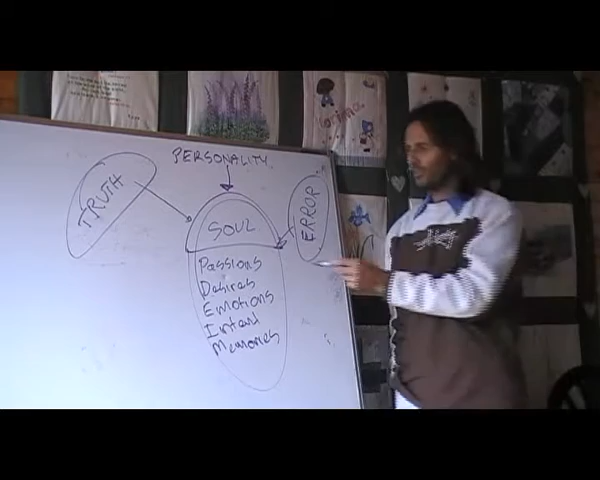 PERSONALITY
TRUTH
SOUL
ERROR
Passions
Desires
Emotions
Intent
Memories